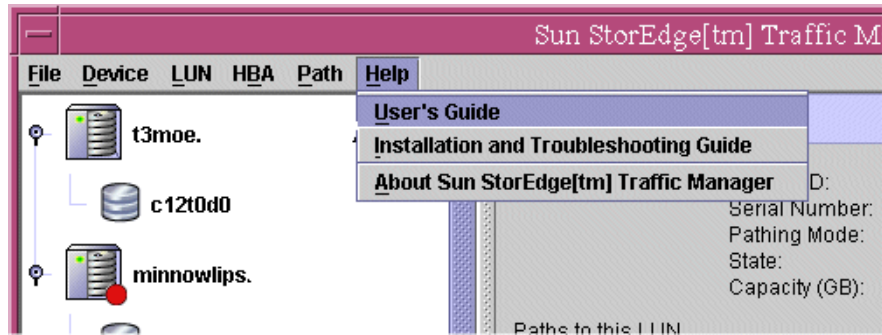 Sun StorEdge[tm] Traffic M
File Device LUN HBA Path Help
User's Guide
Installation and Troubleshooting Guide
About Sun StorEdge[tm] Traffic Manager
t3moe.
c12t0d0
minnowlips.
D:
Serial Number:
Pathing Mode:
State:
Capacity (GB):
Paths to this LUN